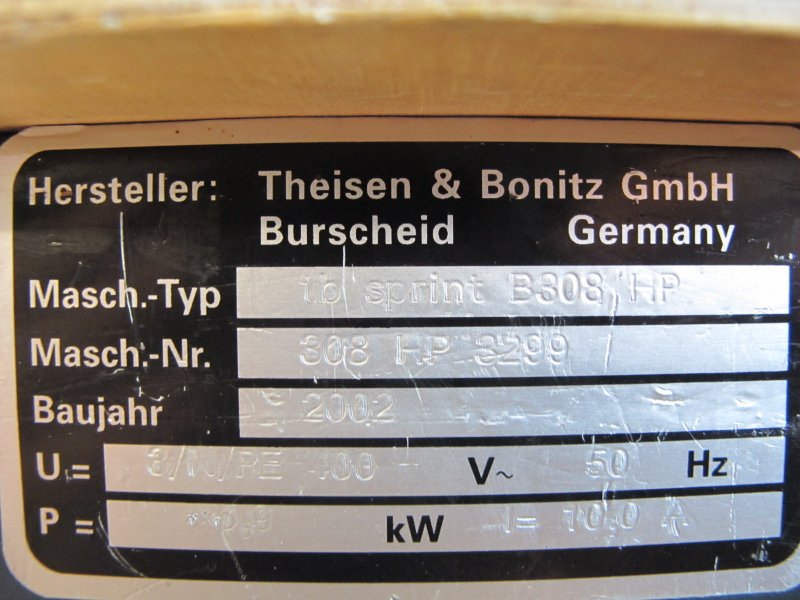 Hersteller: Theisen & Bonitz GmbH
Burscheid Germany
Masch.-Typ tb sprint B308 HP
Masch.-Nr. 308 HP 3299
Baujahr 2002
U = 3/N/PE 400 V~ 50 Hz
P = kW I= 10.0 A